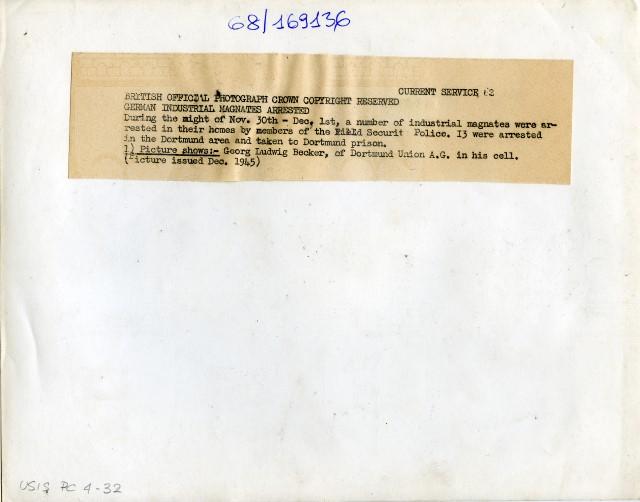 68/169136
CURRENT SERVICE 62
BRYTISH OFFICIAL PHOTOGRAPH CROWN COPYRIGHT RESERVED
GERMAN INDUSTRIAL MAGNATES ARRESTED
During the might of Nov. 30th - Dec, 1st, a number of industrial magnates were ar-
rested in their homes by members of the Field Securit Police. I3 were arrested
in the Dortmund area and taken to Dortmund prison.
1) Picture shows:- Georg Ludwig Becker, of Dortmund Union A.G. in his cell.
(Picture issued Dec. 1945)
USIS PC 4-32